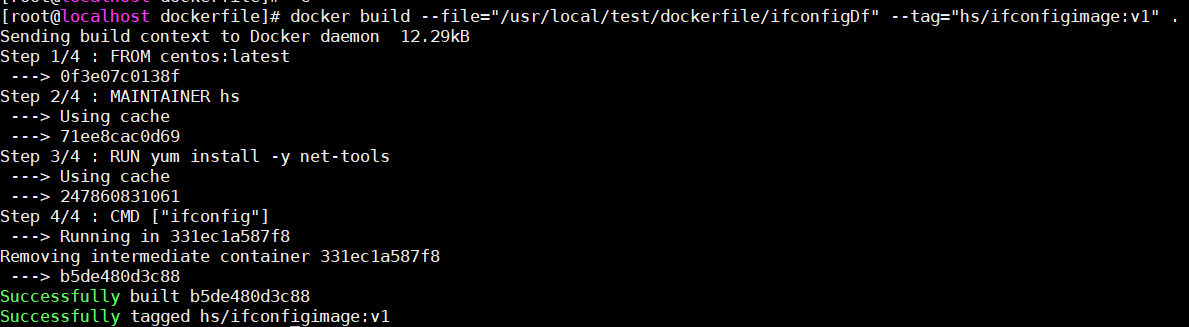 [root@localhost dockerfile]# docker build --file="/usr/local/test/dockerfile/ifconfigDf" --tag="hs/ifconfigimage:v1" .
Sending build context to Docker daemon  12.29kB
Step 1/4 : FROM centos:latest
 ---> 0f3e07c0138f
Step 2/4 : MAINTAINER hs
 ---> Using cache
 ---> 71ee8cac0d69
Step 3/4 : RUN yum install -y net-tools
 ---> Using cache
 ---> 247860831061
Step 4/4 : CMD ["ifconfig"]
 ---> Running in 331ec1a587f8
Removing intermediate container 331ec1a587f8
 ---> b5de480d3c88
Successfully built b5de480d3c88
Successfully tagged hs/ifconfigimage:v1